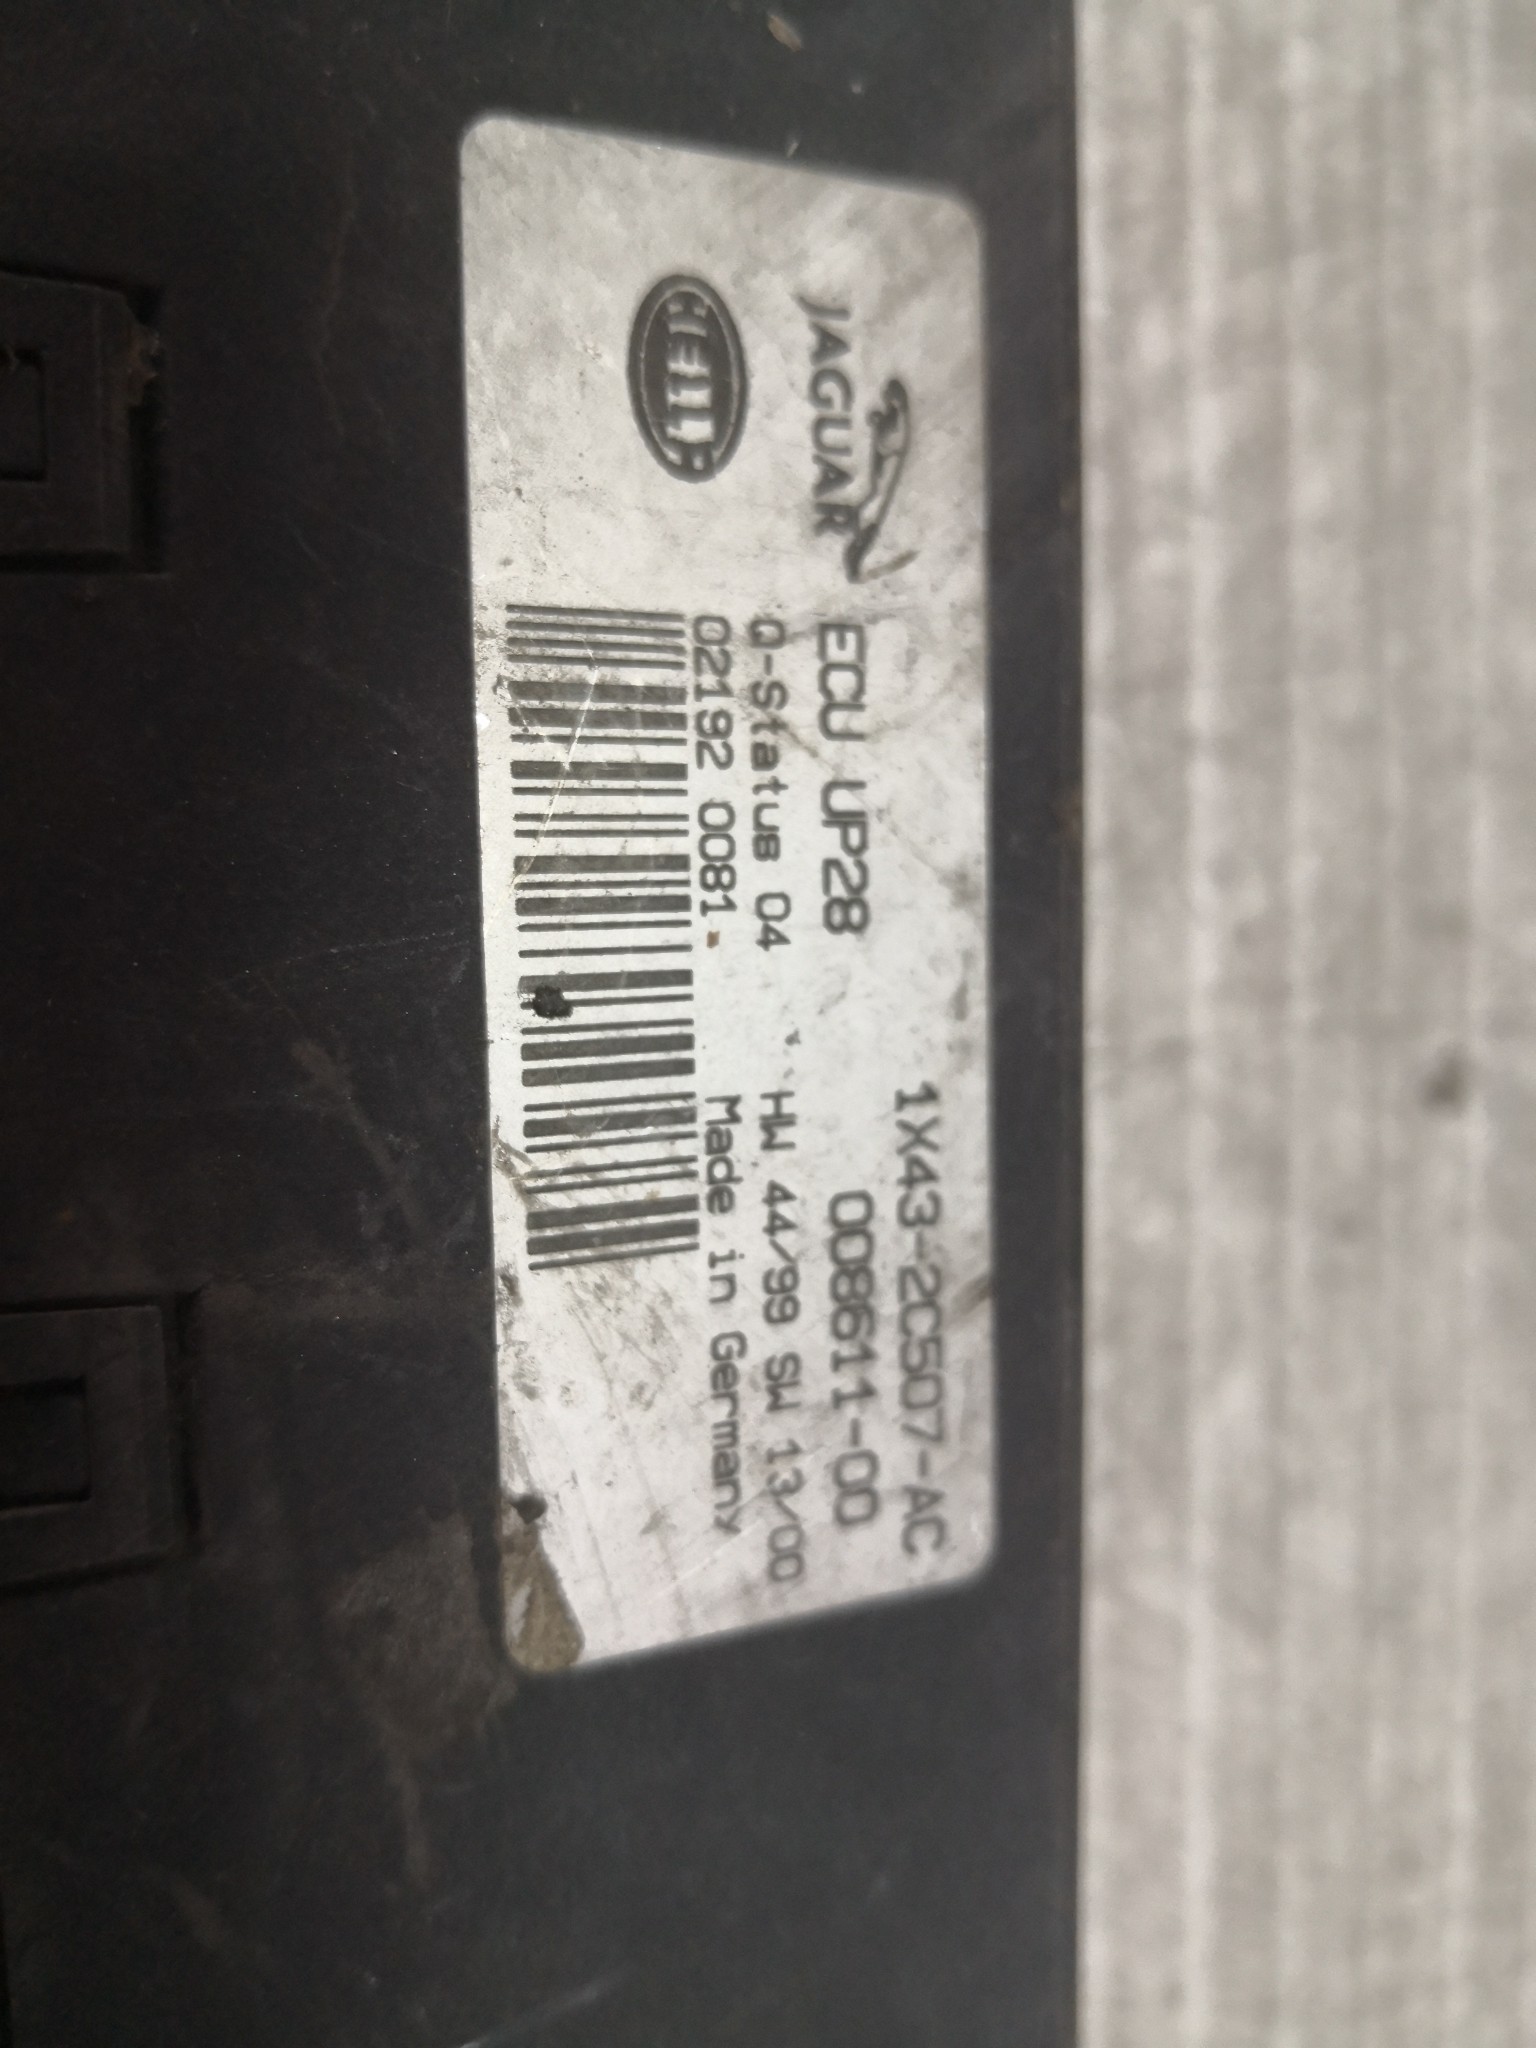 1X43-2C507-AC
JAGUAR
ECU UP28 008611-00
Q-Status 04 HW 44/99 SW 13/00
HELLA
02192 0081 Made in Germany